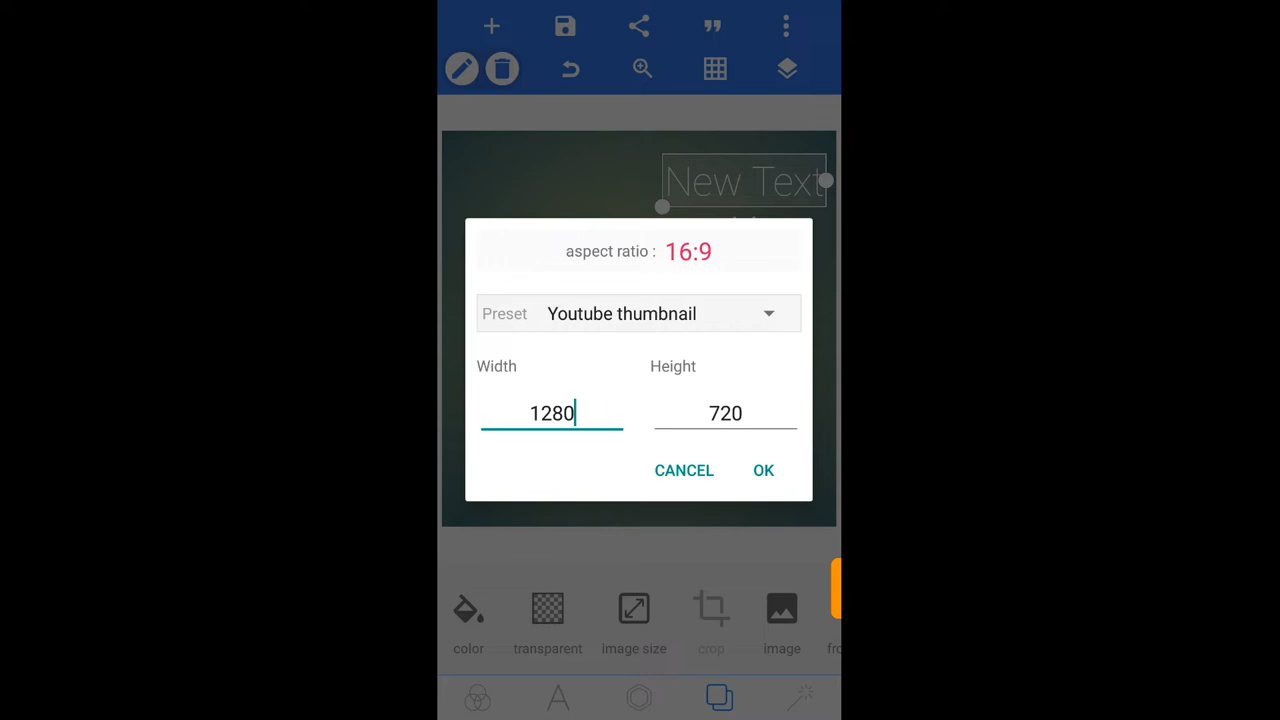 New Text
aspect ratio : 16:9
Preset Youtube thumbnail
Width Height
1280 720
CANCEL OK
color transparent image size crop image fro